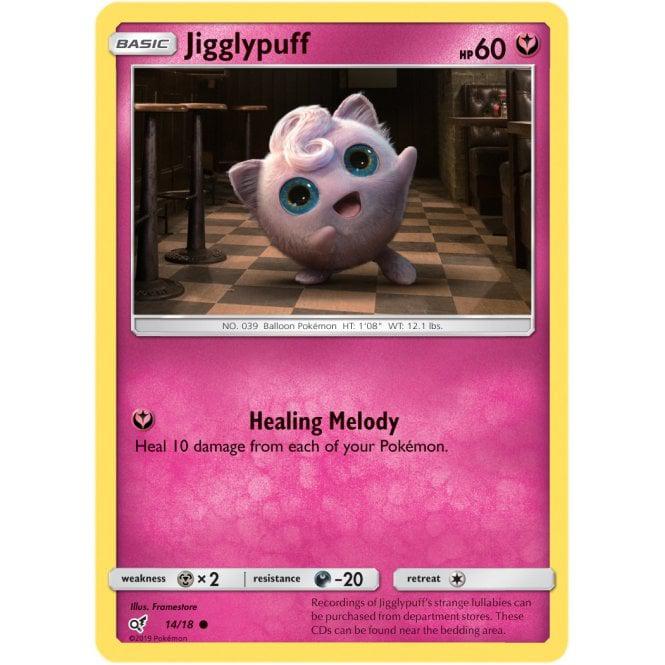 BASIC Jigglypuff HP60
NO. 039 Balloon Pokémon HT: 1'08" WT: 12.1 lbs.
Healing Melody
Heal 10 damage from each of your Pokémon.
weakness ×2 resistance -20 retreat
Illus. Framestore
14/18
©2019 Pokémon
Recordings of Jigglypuff's strange lullabies can
be purchased from department stores. These
CDs can be found near the bedding area.